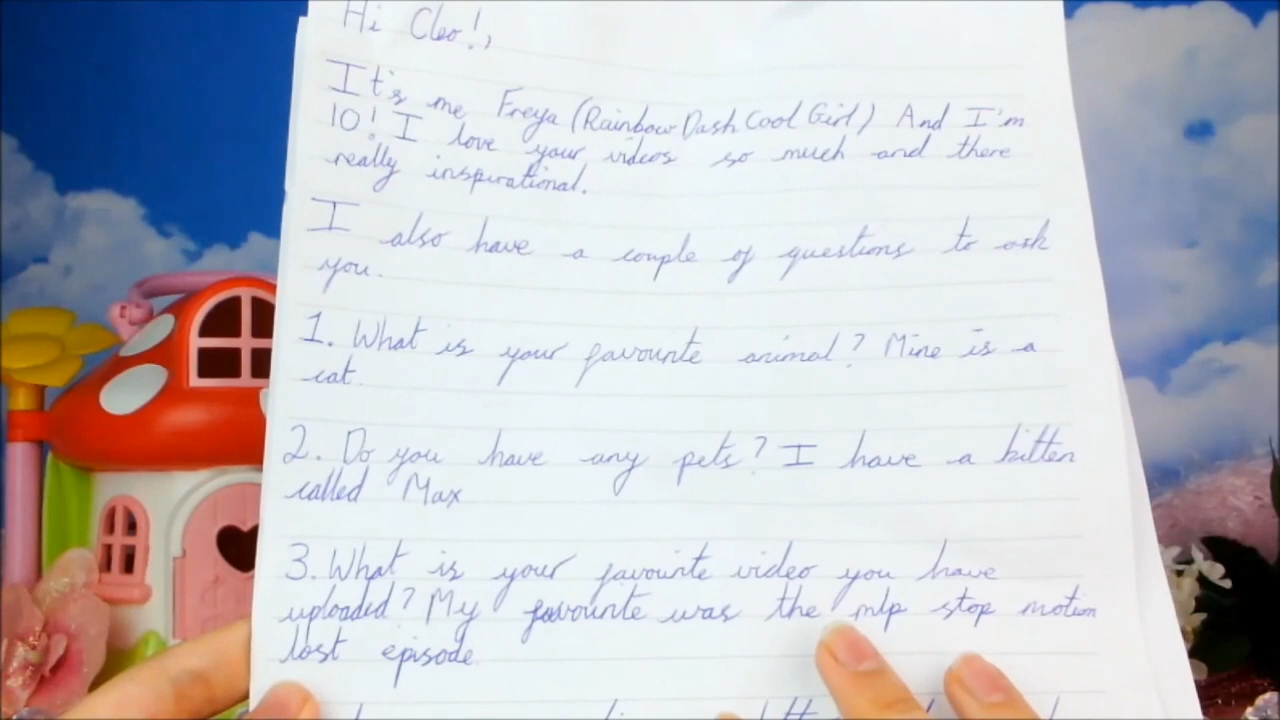 Hi Cleo!,
It's me Freya (Rainbow Dash Cool Girl) And I'm
10! I love your videos so much and there
really inspirational.
I also have a couple of questions to ask
you.
1. What is your favourite animal? Mine is a
cat.
2. Do you have any pets? I have a kitten
called Max
3. What is your favourite video you have
uploaded? My favourite was the mlp stop motion
lost episode